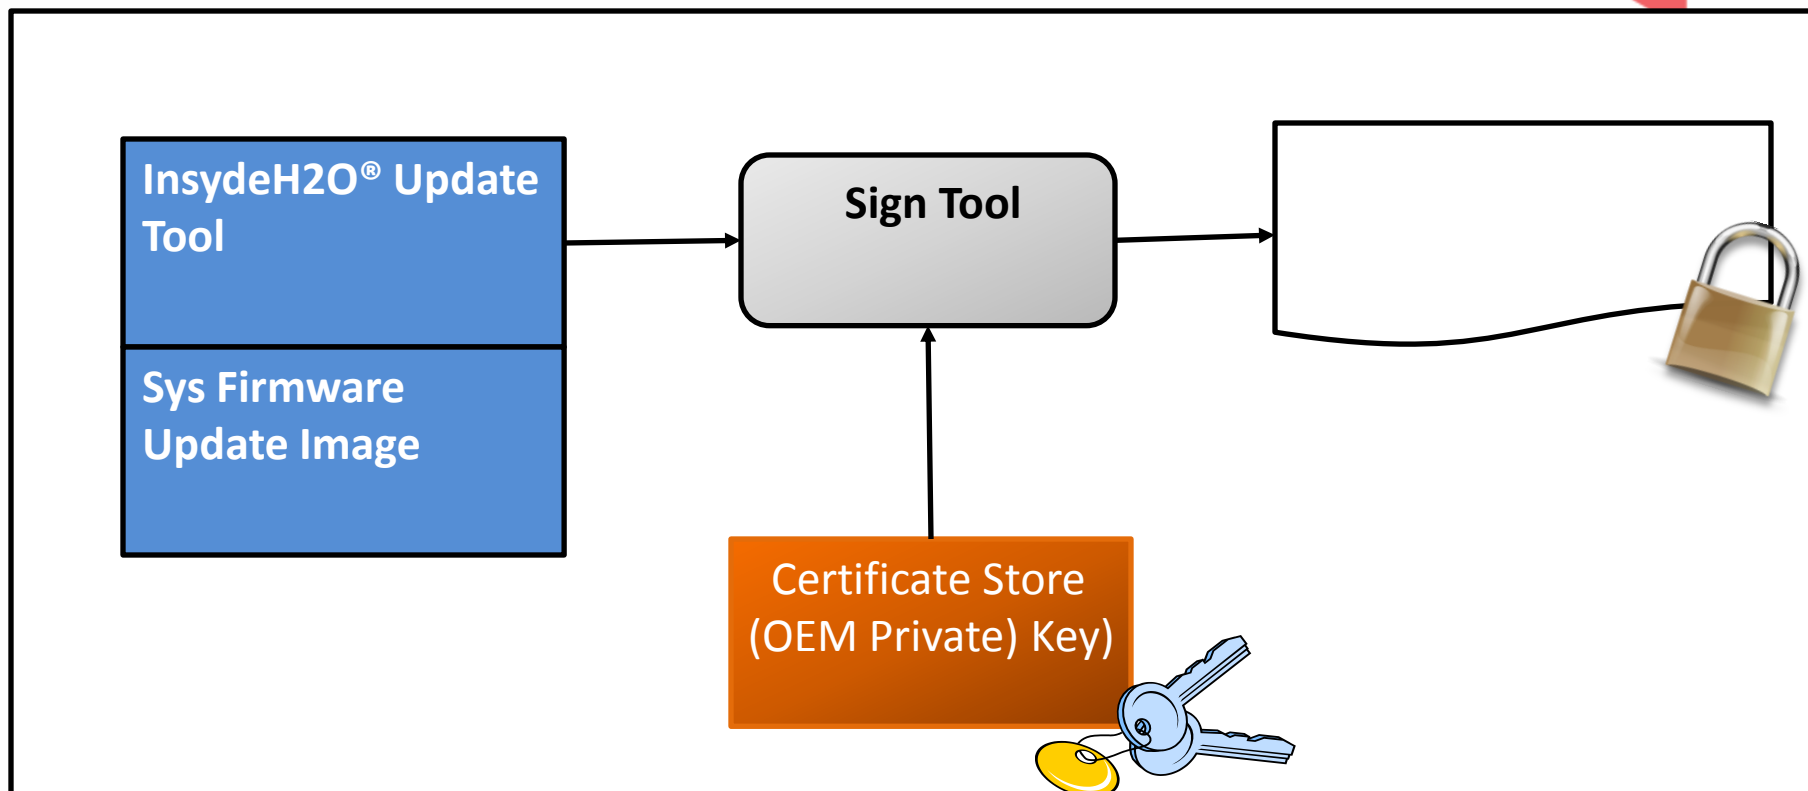 InsydeH2O® Update
Tool
Sys Firmware
Update Image
Sign Tool
Certificate Store
(OEM Private) Key)